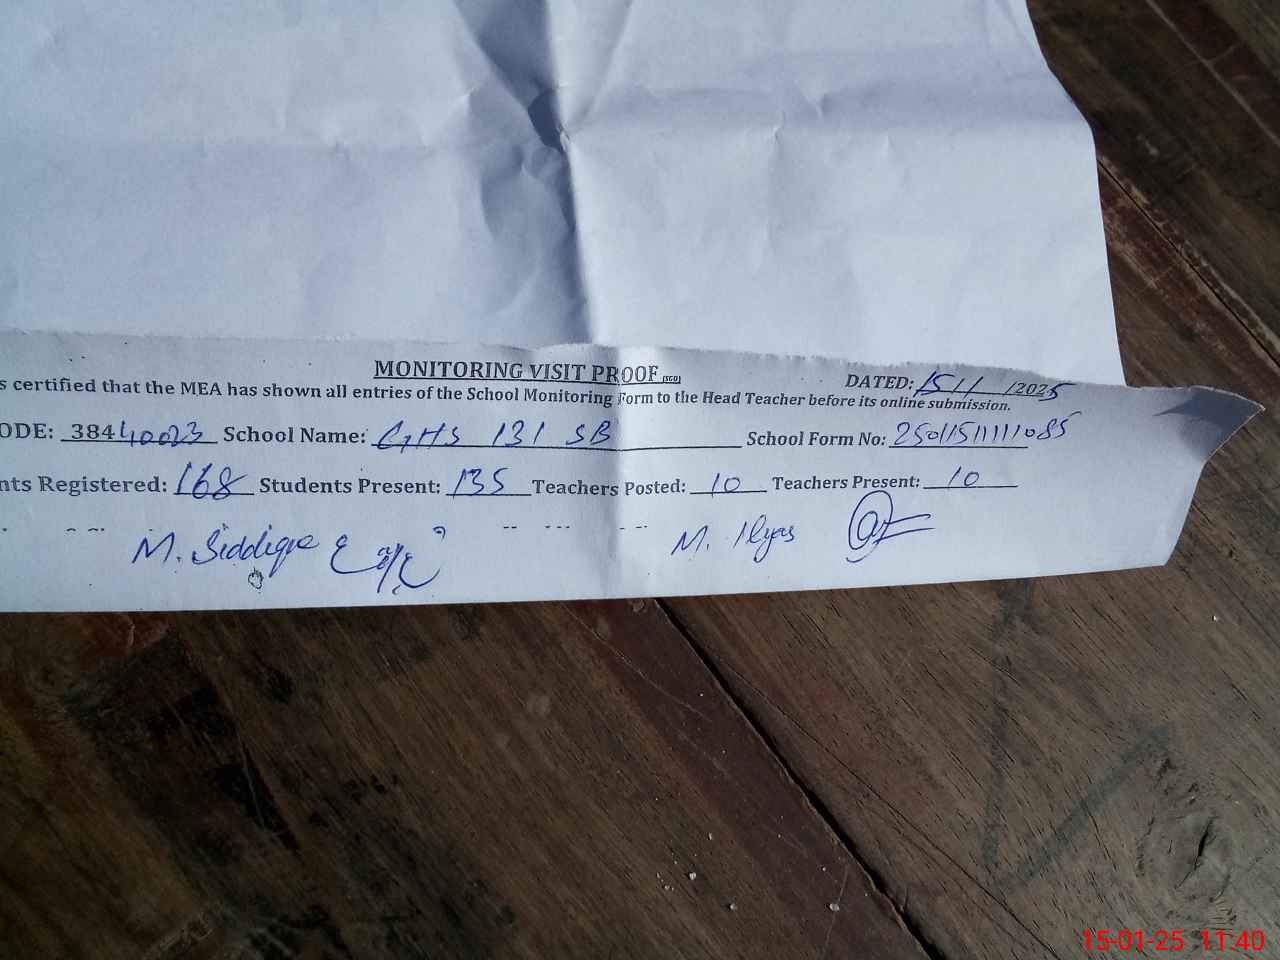 MONITORING VISIT PROOF (SGD)
DATED: 15/1/2025
s certified that the MEA has shown all entries of the School Monitoring Form to the Head Teacher before its online submission.
ODE: 38440023 School Name: GHS 131 SB School Form No:
nts Registered: 168 Students Present: 135 Teachers Posted: 10 Teachers Present: 10
M. Siddique M. Ilyas
15-01-25 11:40